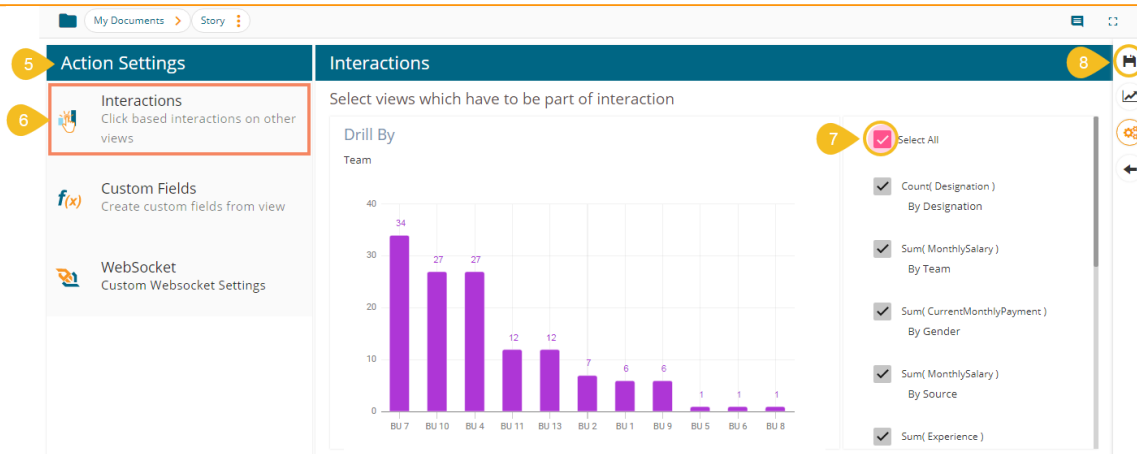 My Documents
Story
5
Action Settings
Interactions
8
6
Interactions
Click based interactions on other
views
f(x)
Custom Fields
Create custom fields from view
WebSocket
Custom Websocket Settings
Select views which have to be part of interaction
Drill By
Team
40
30
20
10
0
34
27
27
12
12
7
6
6
1
1
1
BU 7
BU 10
BU 4
BU 11
BU 13
BU 2
BU 1
BU 9
BU 5
BU 6
BU 8
7
Select All
Count( Designation )
By Designation
Sum( MonthlySalary )
By Team
Sum( CurrentMonthlyPayment )
By Gender
Sum( MonthlySalary )
By Source
Sum( Experience )